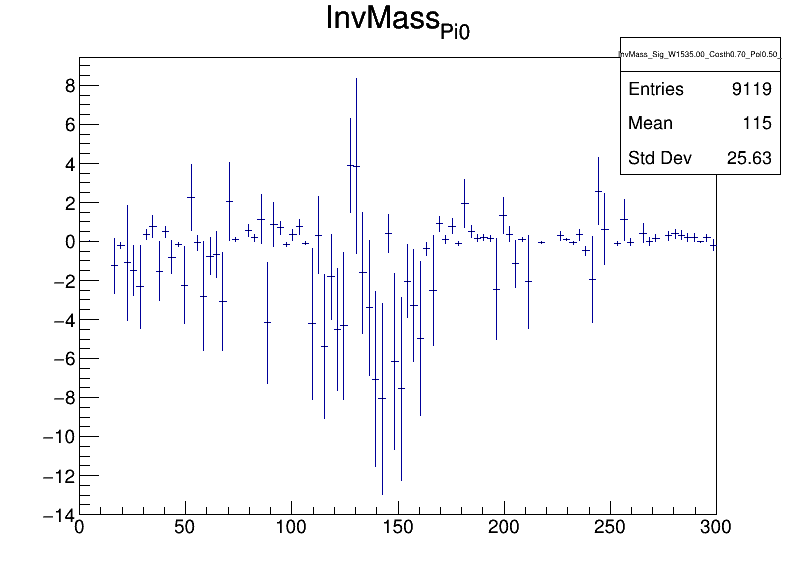 InvMassPi0
InvMass_Sig_W1535.00_Costh0.70_Pol0.50_
Entries 9119
Mean 115
Std Dev 25.63
8
6
4
2
0
−2
−4
−6
−8
−10
−12
−14
0 50 100 150 200 250 300